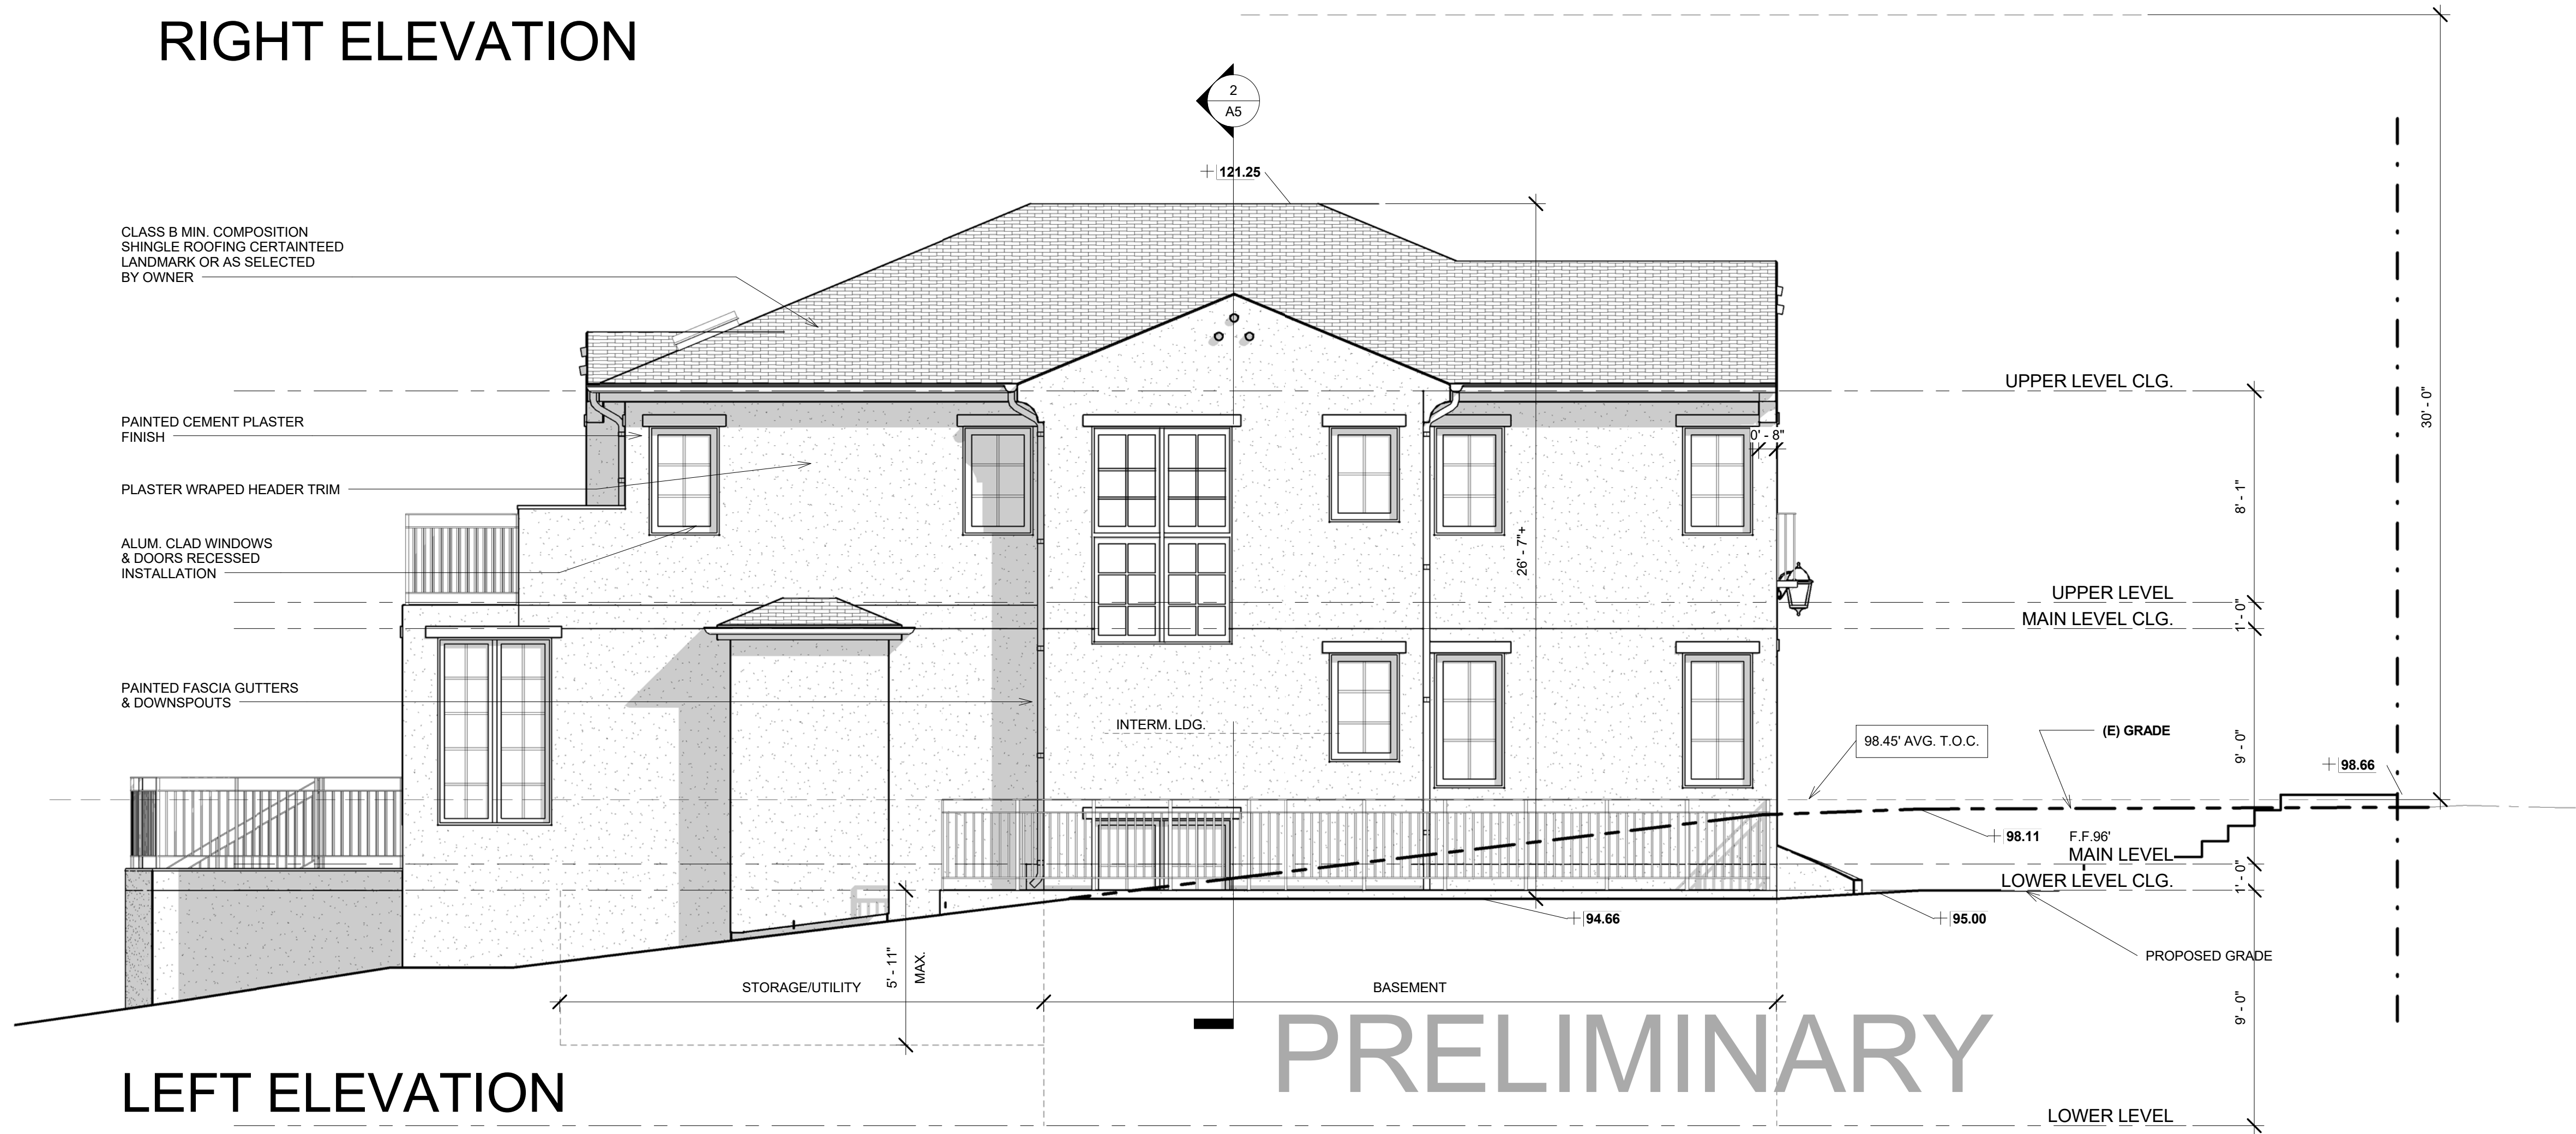 RIGHT ELEVATION
2
A5
121.25
CLASS B MIN. COMPOSITION
SHINGLE ROOFING CERTAINTEED
LANDMARK OR AS SELECTED
BY OWNER
UPPER LEVEL CLG.
30' - 0"
PAINTED CEMENT PLASTER
FINISH
0' - 8"
PLASTER WRAPED HEADER TRIM
8' - 1"
ALUM. CLAD WINDOWS
& DOORS RECESSED
INSTALLATION
26' - 7"+
UPPER LEVEL
1' - 0"
MAIN LEVEL CLG.
PAINTED FASCIA GUTTERS
& DOWNSPOUTS
INTERM. LDG.
98.45' AVG. T.O.C.
(E) GRADE
9' - 0"
98.66
98.11
F.F.96'
MAIN LEVEL
1' - 0"
LOWER LEVEL CLG.
94.66
95.00
PROPOSED GRADE
5' - 11"
MAX.
STORAGE/UTILITY
BASEMENT
9' - 0"
PRELIMINARY
LEFT ELEVATION
LOWER LEVEL